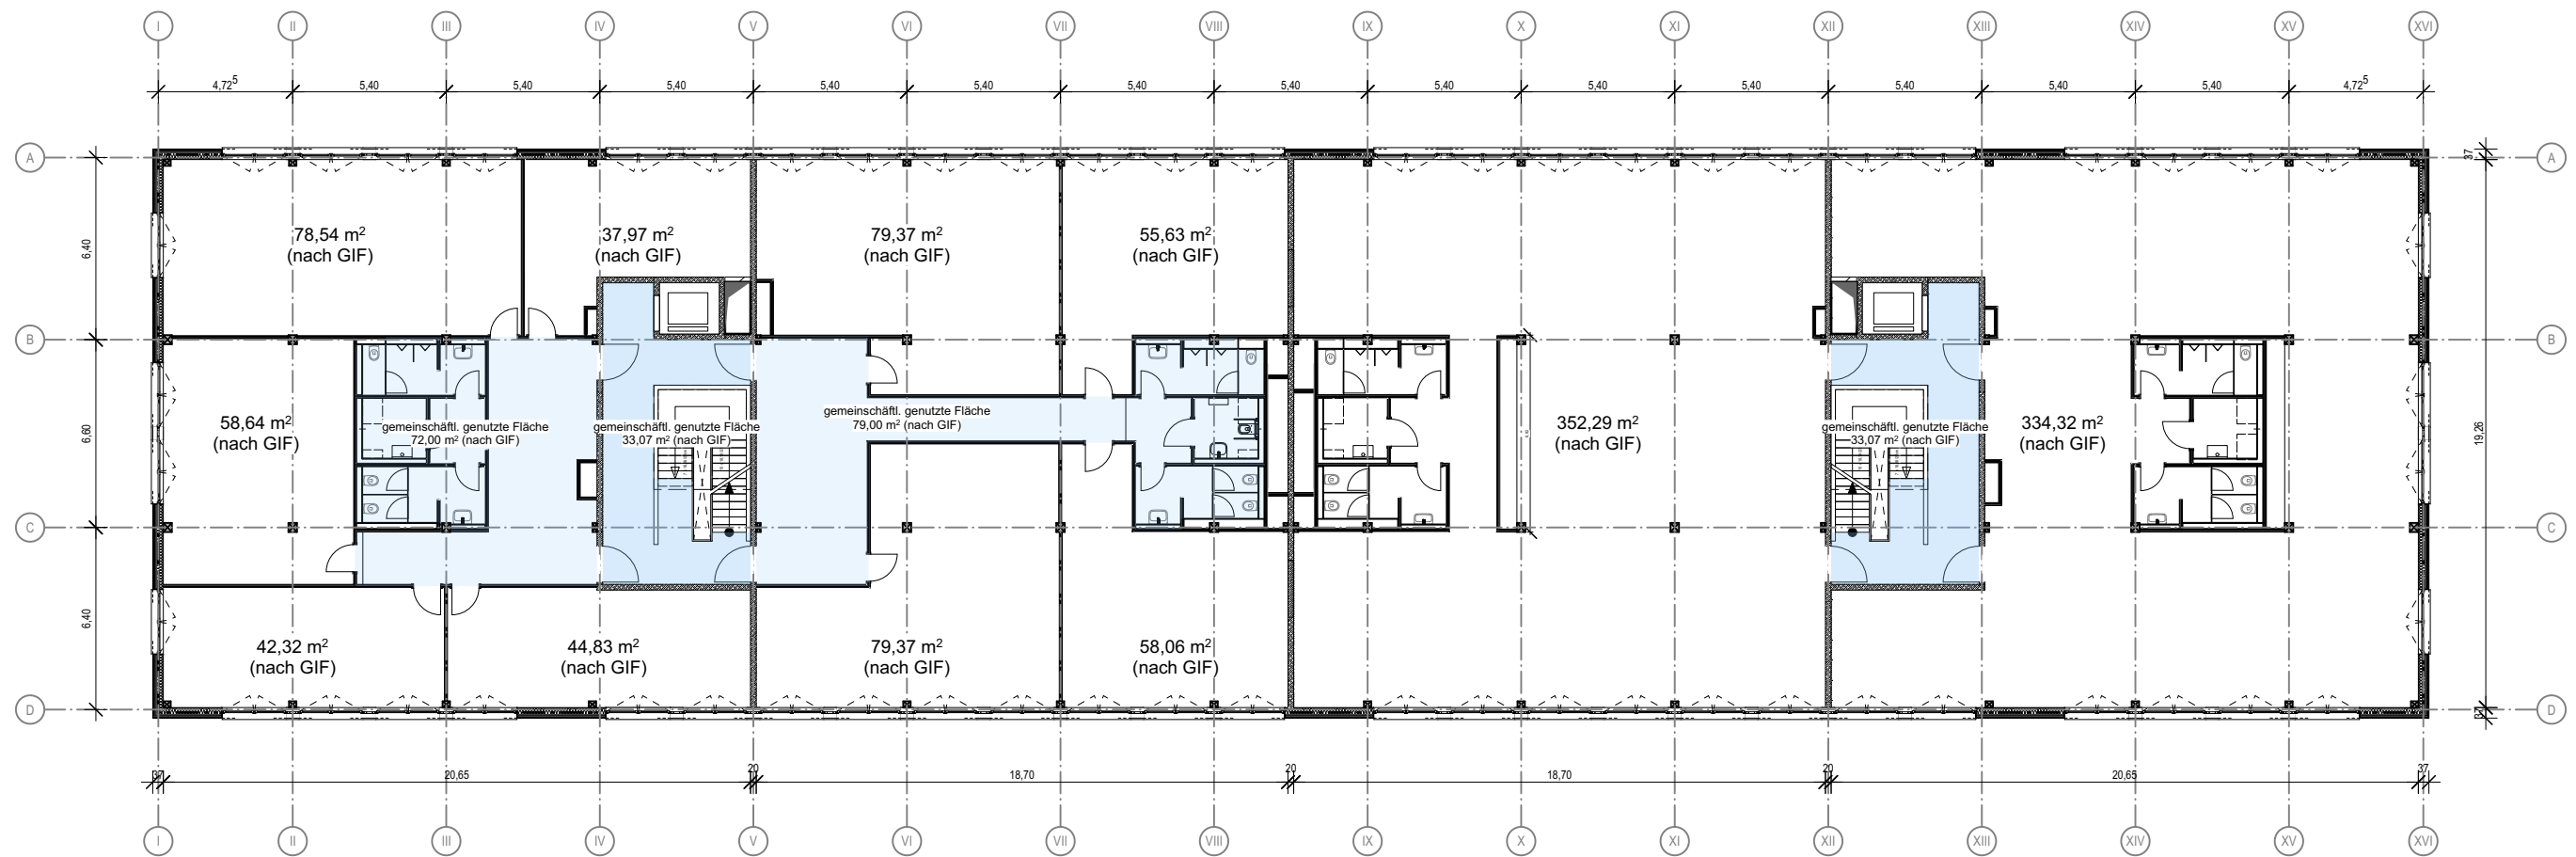 I II III IV V VI VII VIII IX X XI XII XIII XIV XV XVI
4,72⁵ 5,40 5,40 5,40 5,40 5,40 5,40 5,40 5,40 5,40 5,40 5,40 5,40 5,40 4,72⁵
A 37 A
6,40
78,54 m² 37,97 m² 79,37 m² 55,63 m²
(nach GIF) (nach GIF) (nach GIF) (nach GIF)
B B
gemeinschäftl. genutzte Fläche
79,00 m² (nach GIF)
6,60
58,64 m²
(nach GIF)
gemeinschäftl. genutzte Fläche
72,00 m² (nach GIF)
gemeinschäftl. genutzte Fläche
33,07 m² (nach GIF)
352,29 m²
(nach GIF)
gemeinschäftl. genutzte Fläche
33,07 m² (nach GIF)
334,32 m²
(nach GIF)
19,26
C C
6,40
42,32 m² 44,83 m² 79,37 m² 58,06 m²
(nach GIF) (nach GIF) (nach GIF) (nach GIF)
D 37 D
37 20,65 20 18,70 20 18,70 20 20,65 37
I II III IV V VI VII VIII IX X XI XII XIII XIV XV XVI